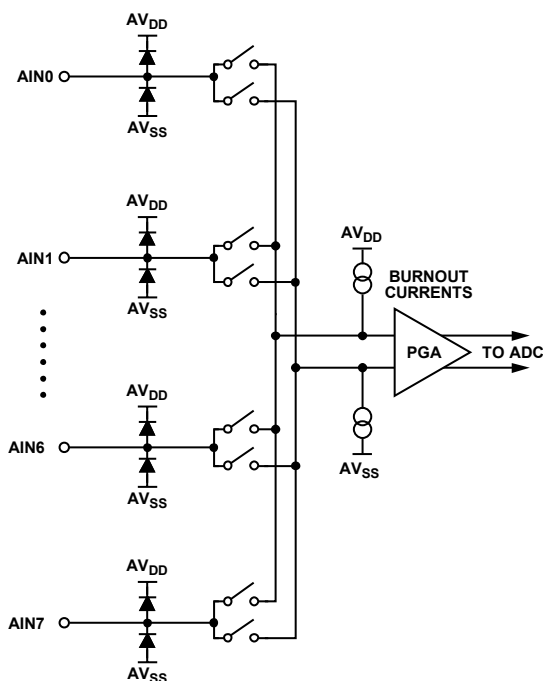 AVDD
AIN0
AVSS
AVDD
AIN1
AVSS
AVDD
BURNOUT
CURRENTS
PGA
TO ADC
AVSS
AVDD
AIN6
AVSS
AVDD
AIN7
AVSS